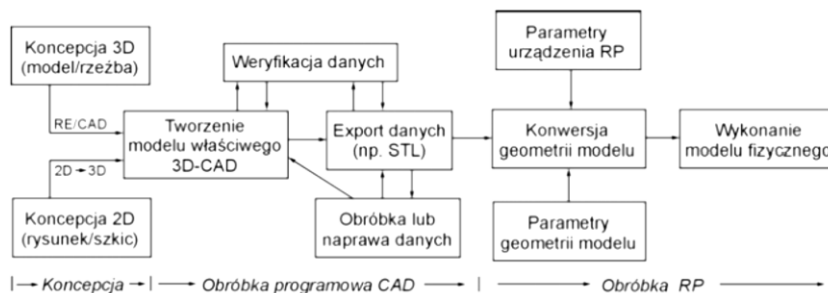 Koncepcja 3D
(model/rzeźba)
RE/CAD
2D → 3D
Koncepcja 2D
(rysunek/szkic)
Weryfikacja danych
Tworzenie
modelu właściwego
3D-CAD
Export danych
(np. STL)
Obróbka lub
naprawa danych
Parametry
urządzenia RP
Konwersja
geometrii modelu
Parametry
geometrii modelu
Wykonanie
modelu fizycznego
Koncepcja
Obróbka programowa CAD
Obróbka RP